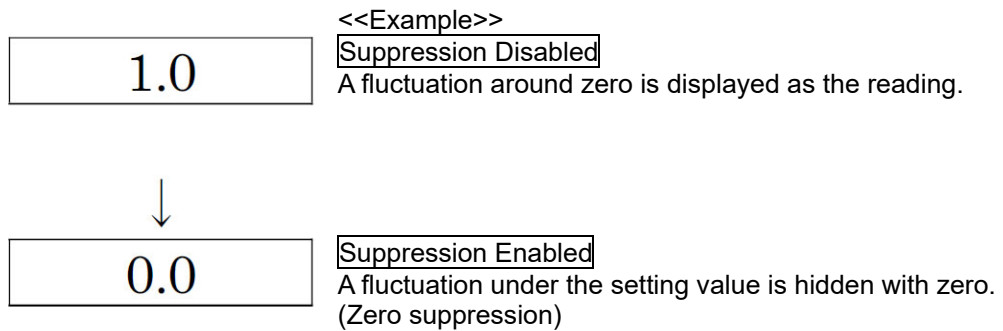 <<Example>>
Suppression Disabled
1.0
A fluctuation around zero is displayed as the reading.
↓
Suppression Enabled
0.0
A fluctuation under the setting value is hidden with zero.
(Zero suppression)